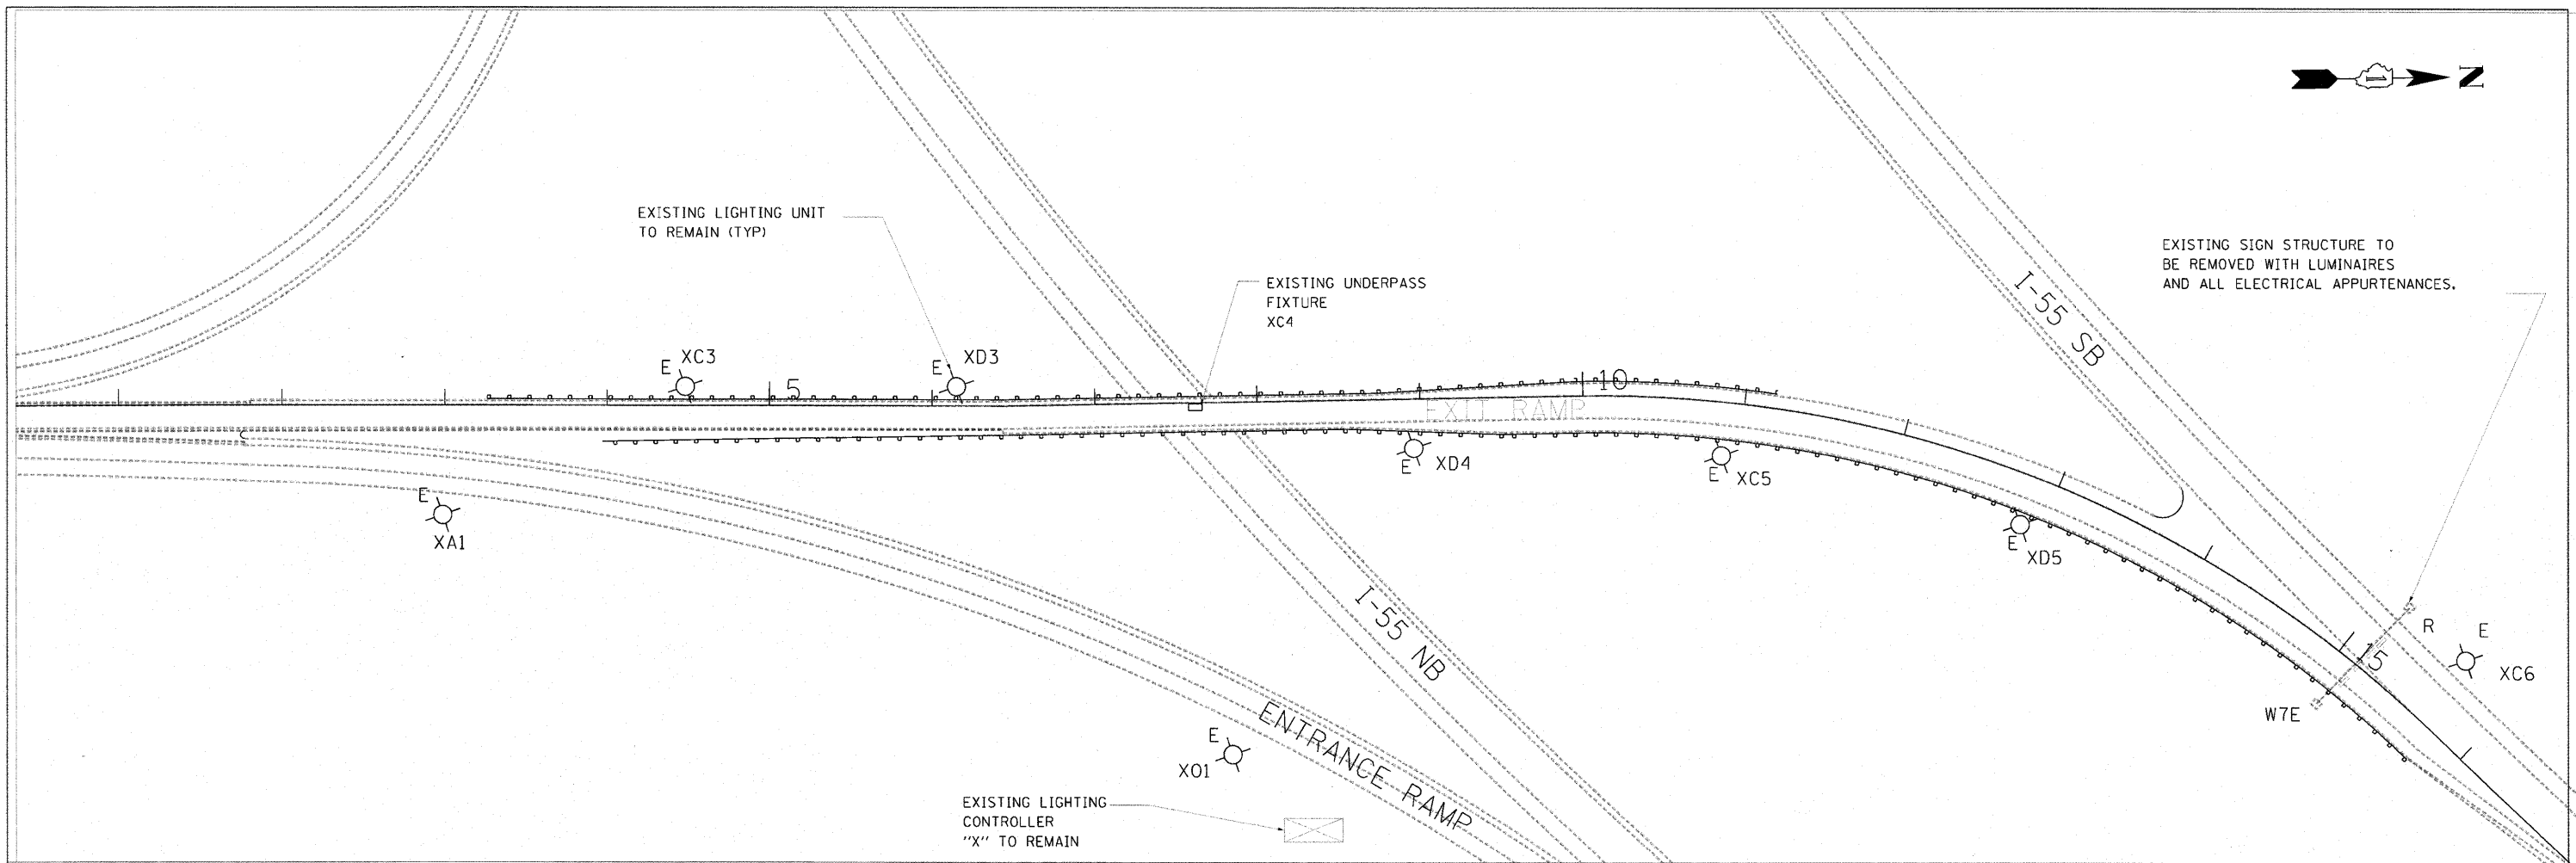 N
EXISTING LIGHTING UNIT
TO REMAIN (TYP)
EXISTING UNDERPASS
FIXTURE
XC4
EXISTING SIGN STRUCTURE TO
BE REMOVED WITH LUMINAIRES
AND ALL ELECTRICAL APPURTENANCES.
I-55 SB
E
XC3
E
XD3
5
10
EXIT RAMP
E
XD4
E
XC5
E
XA1
E
XD5
I-55 NB
R
E
15
XC6
W7E
E
XO1
ENTRANCE RAMP
EXISTING LIGHTING
CONTROLLER
"X" TO REMAIN